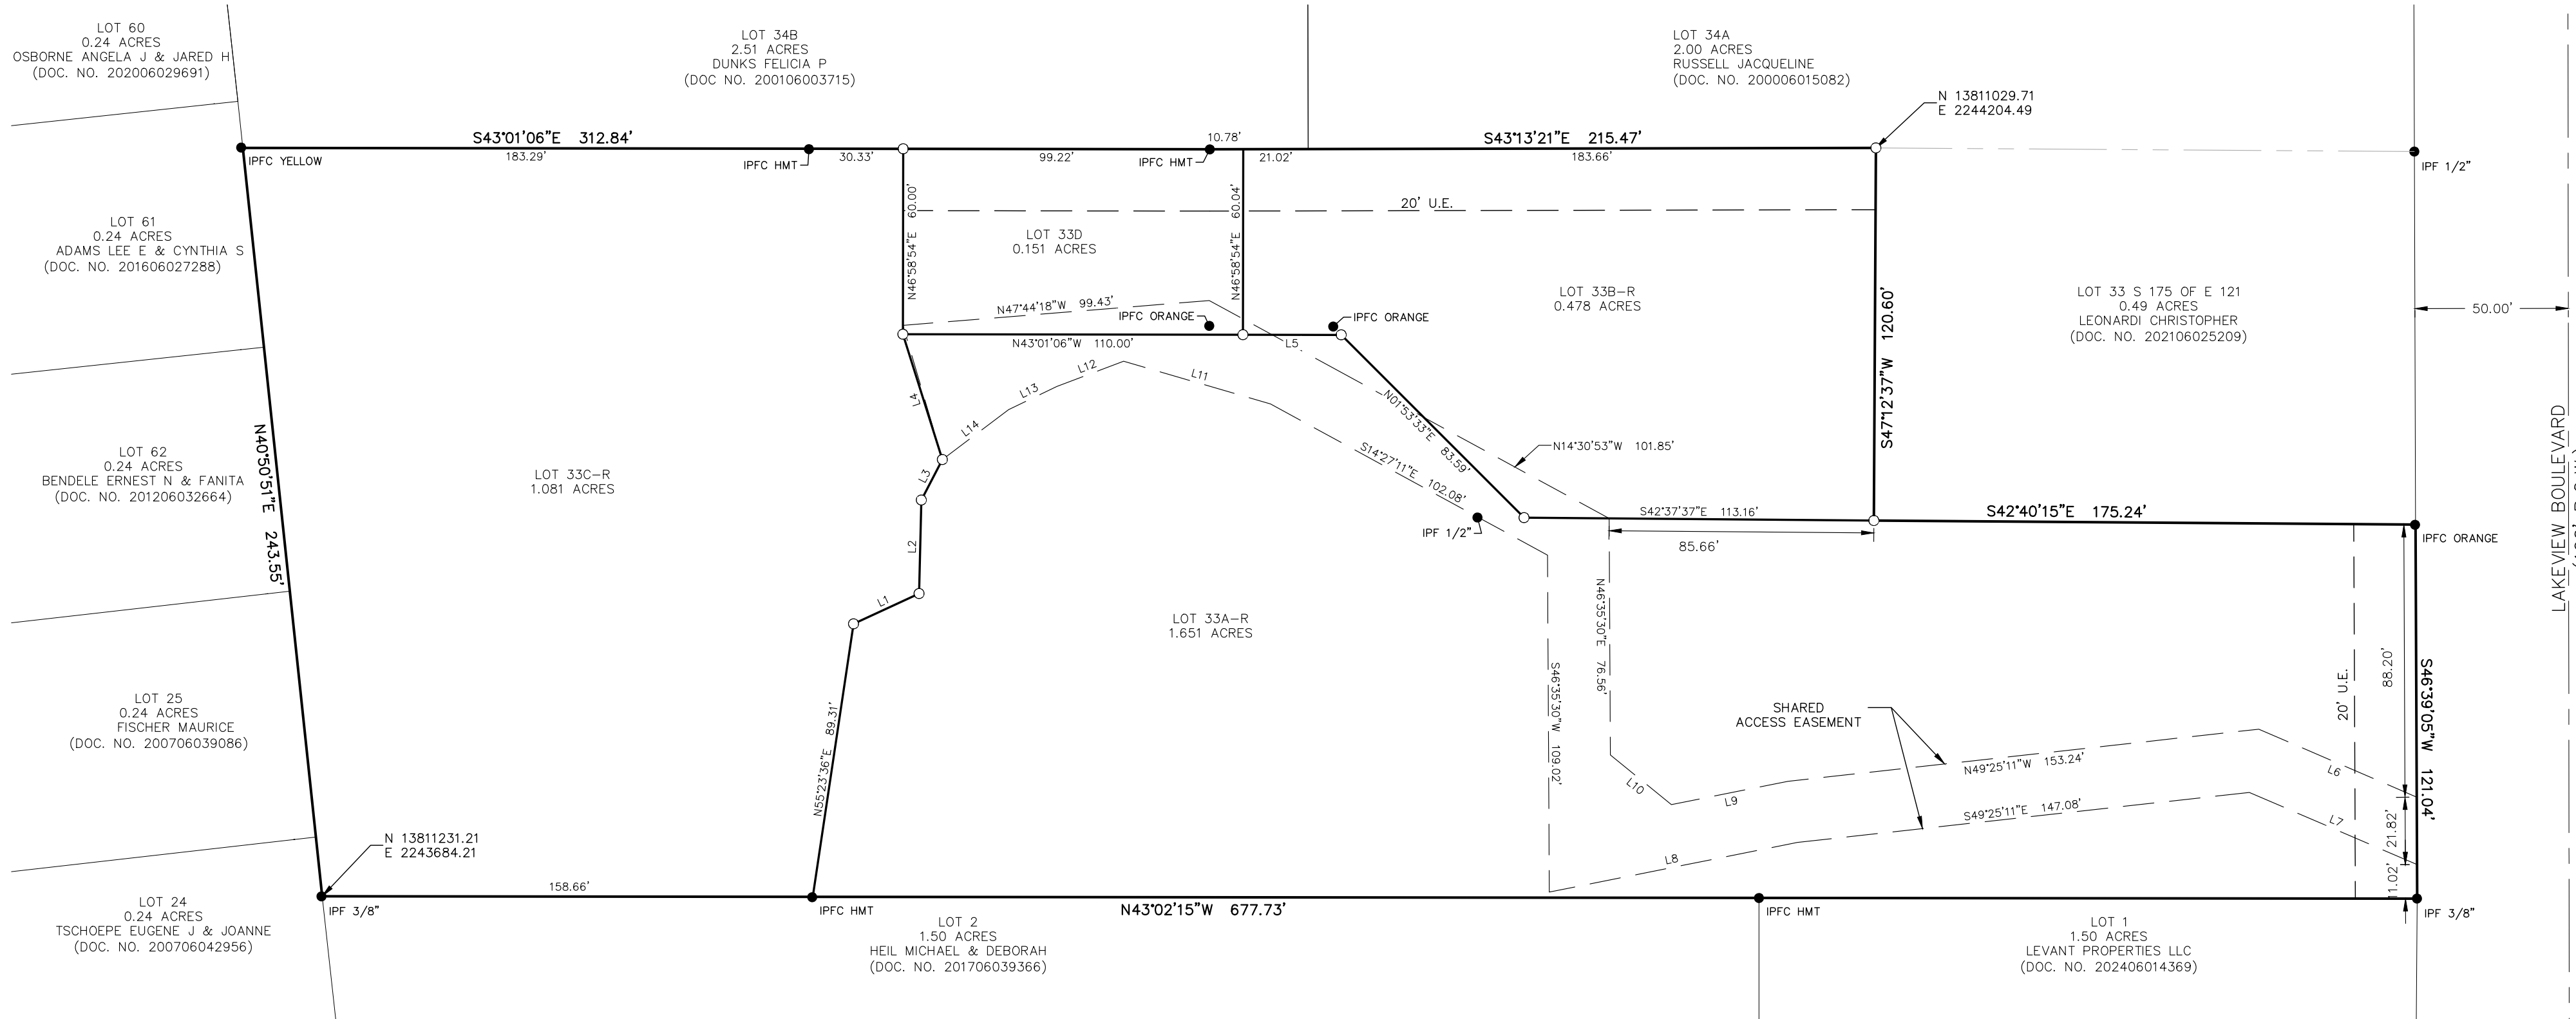 LOT 60
0.24 ACRES
OSBORNE ANGELA J & JARED H
(DOC. NO. 202006029691)
LOT 34B
2.51 ACRES
DUNKS FELICIA P
(DOC NO. 200106003715)
LOT 34A
2.00 ACRES
RUSSELL JACQUELINE
(DOC. NO. 200006015082)
N 13811029.71
E 2244204.49
S43°01'06"E 312.84'
183.29'
IPFC YELLOW
IPFC HMT
30.33'
99.22'
IPFC HMT
10.78'
21.02'
S43°13'21"E 215.47'
183.66'
IPF 1/2"
LOT 61
0.24 ACRES
ADAMS LEE E & CYNTHIA S
(DOC. NO. 201606027288)
N46°58'54"E 60.00'
LOT 33D
0.151 ACRES
N46°58'54"E 60.04'
20' U.E.
N47°44'18"W 99.43'
IPFC ORANGE
IPFC ORANGE
N43°01'06"W 110.00'
L5
LOT 33B-R
0.478 ACRES
S47°12'37"W 120.60'
LOT 33 S 175 OF E 121
0.49 ACRES
LEONARDI CHRISTOPHER
(DOC. NO. 202106025209)
50.00'
LAKEVIEW BOULEVARD
L4
L14
L13
L12
L11
N01°53'33"E 83.59'
N14°30'53"W 101.85'
S14°27'11"E 102.08'
IPF 1/2"
S42°37'37"E 113.16'
85.66'
S42°40'15"E 175.24'
IPFC ORANGE
LOT 62
0.24 ACRES
BENDELE ERNEST N & FANITA
(DOC. NO. 201206032664)
N40°50'51"E 243.55'
LOT 33C-R
1.081 ACRES
L3
L2
L1
LOT 33A-R
1.651 ACRES
N46°35'30"E 76.56'
S46°35'30"W 109.02'
LOT 25
0.24 ACRES
FISCHER MAURICE
(DOC. NO. 200706039086)
N55°23'36"E 89.31'
SHARED
ACCESS EASEMENT
20' U.E.
88.20'
S46°39'05"W 121.04'
L10
L9
N49°25'11"W 153.24'
L6
S49°25'11"E 147.08'
L7
L8
21.82'
11.02'
N 13811231.21
E 2243684.21
158.66'
IPF 3/8"
IPFC HMT
N43°02'15"W 677.73'
IPFC HMT
IPF 3/8"
LOT 24
0.24 ACRES
TSCHOEPE EUGENE J & JOANNE
(DOC. NO. 200706042956)
LOT 2
1.50 ACRES
HEIL MICHAEL & DEBORAH
(DOC. NO. 201706039366)
LOT 1
1.50 ACRES
LEVANT PROPERTIES LLC
(DOC. NO. 202406014369)